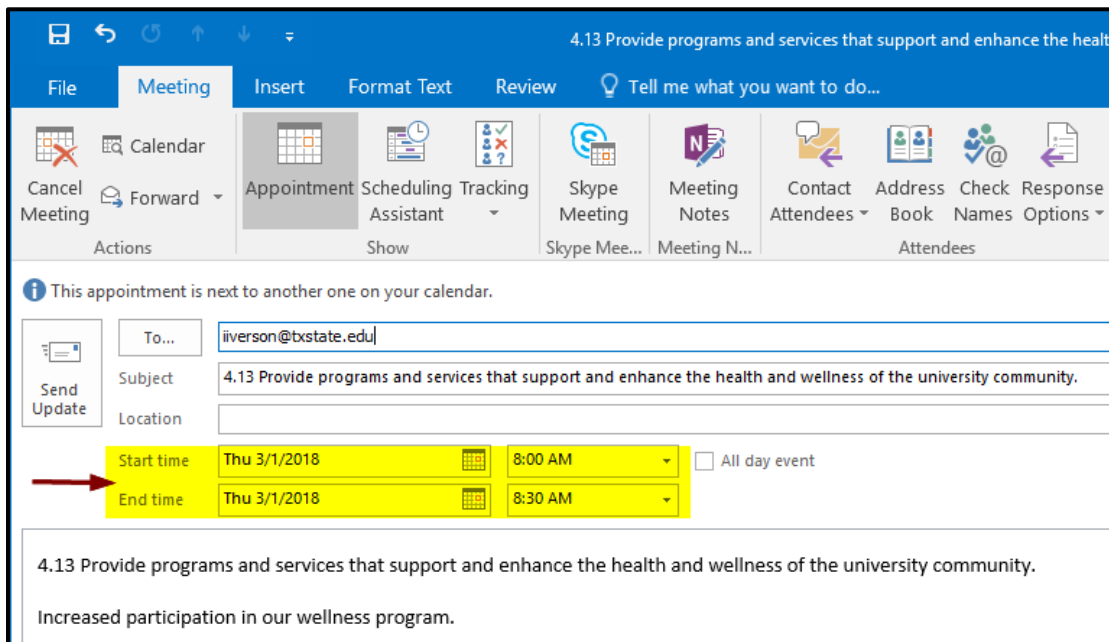 4.13 Provide programs and services that support and enhance the healt
File Meeting Insert Format Text Review Tell me what you want to do...
Cancel Meeting
Calendar
Forward
Appointment
Scheduling Assistant
Tracking
Skype Meeting
Meeting Notes
Contact Attendees
Address Book
Check Names
Response Options
Actions Show Skype Mee... Meeting N... Attendees
This appointment is next to another one on your calendar.
Send Update
To... iiverson@txstate.edu
Subject 4.13 Provide programs and services that support and enhance the health and wellness of the university community.
Location
Start time Thu 3/1/2018 8:00 AM All day event
End time Thu 3/1/2018 8:30 AM
4.13 Provide programs and services that support and enhance the health and wellness of the university community.
Increased participation in our wellness program.